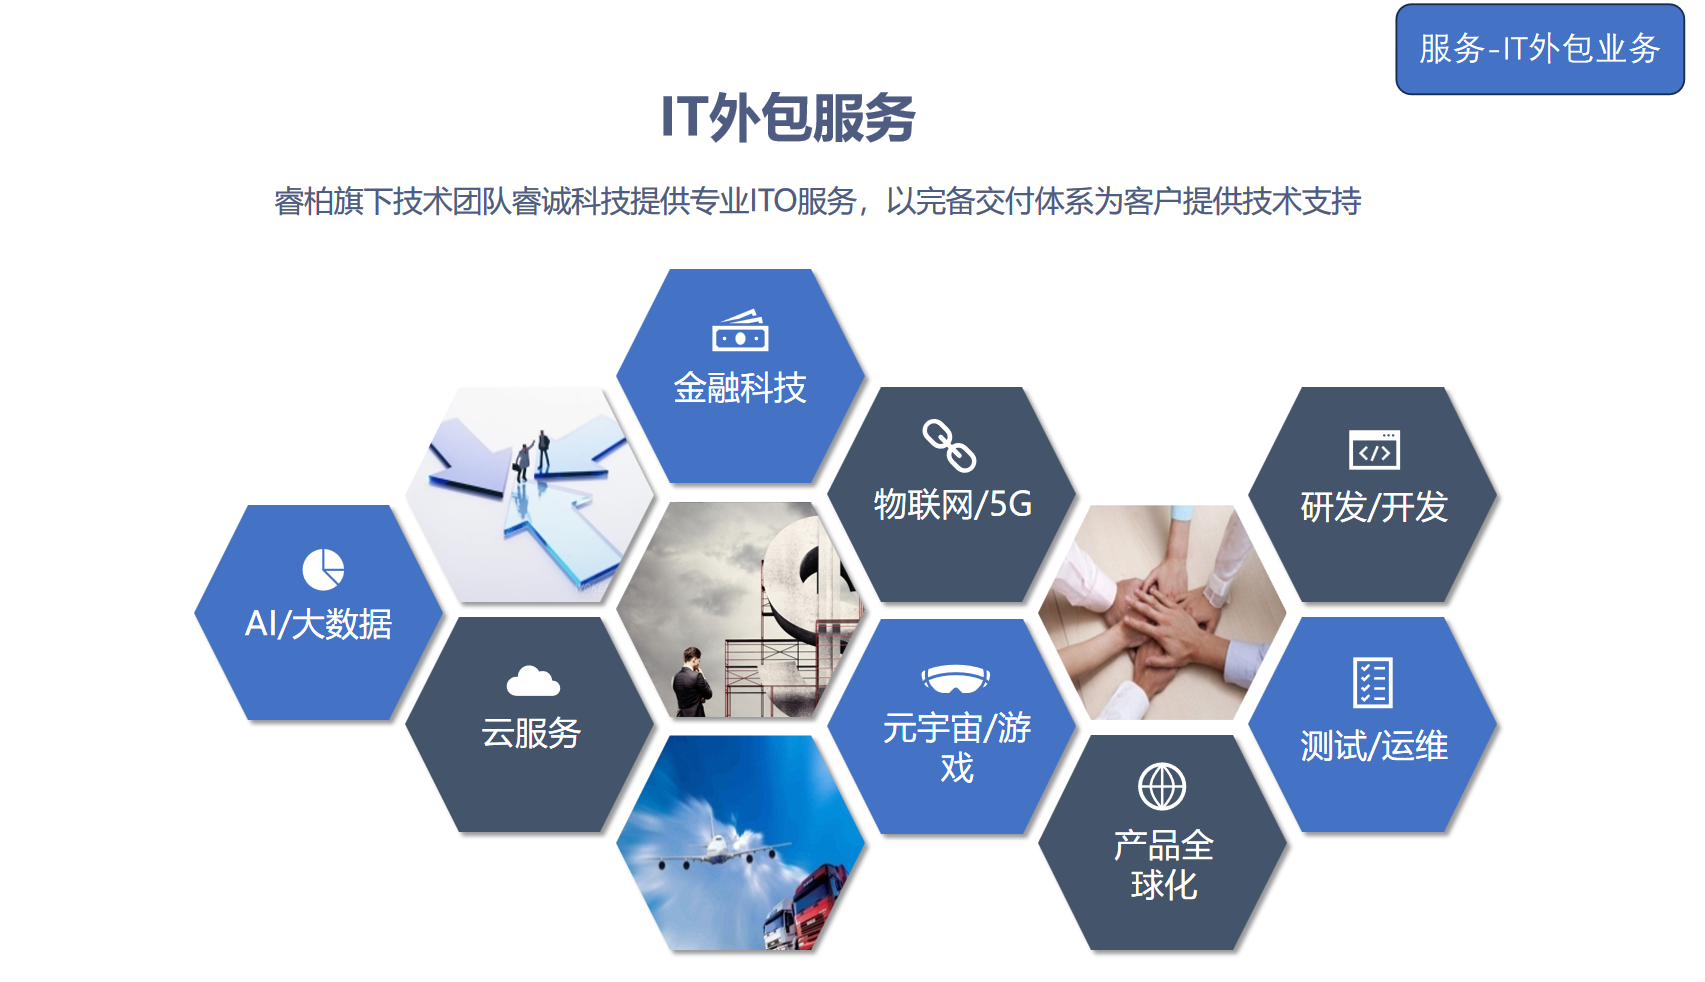 服务-IT外包业务
IT外包服务
睿柏旗下技术团队睿诚科技提供专业ITO服务，以完备交付体系为客户提供技术支持
金融科技
物联网/5G
研发/开发
AI/大数据
云服务
元宇宙/游
戏
测试/运维
产品全
球化